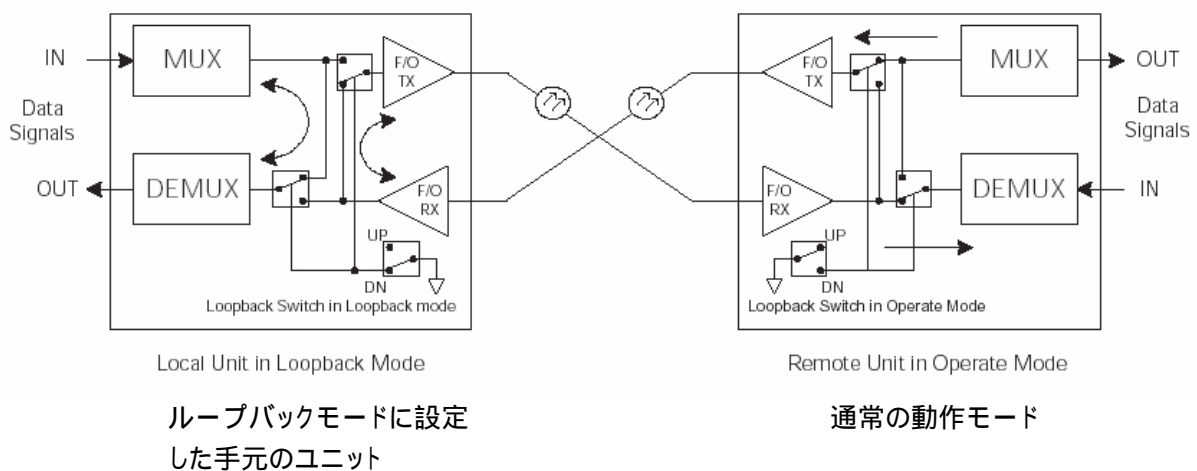 IN
MUX
F/O
TX
Data
Signals
OUT
DEMUX
F/O
RX
UP
DN
Loopback Switch in Loopback mode
Local Unit in Loopback Mode
ループバックモードに設定
した手元のユニット
F/O
TX
MUX
OUT
Data
Signals
F/O
RX
DEMUX
IN
UP
DN
Loopback Switch in Operate Mode
Remote Unit in Operate Mode
通常の動作モード